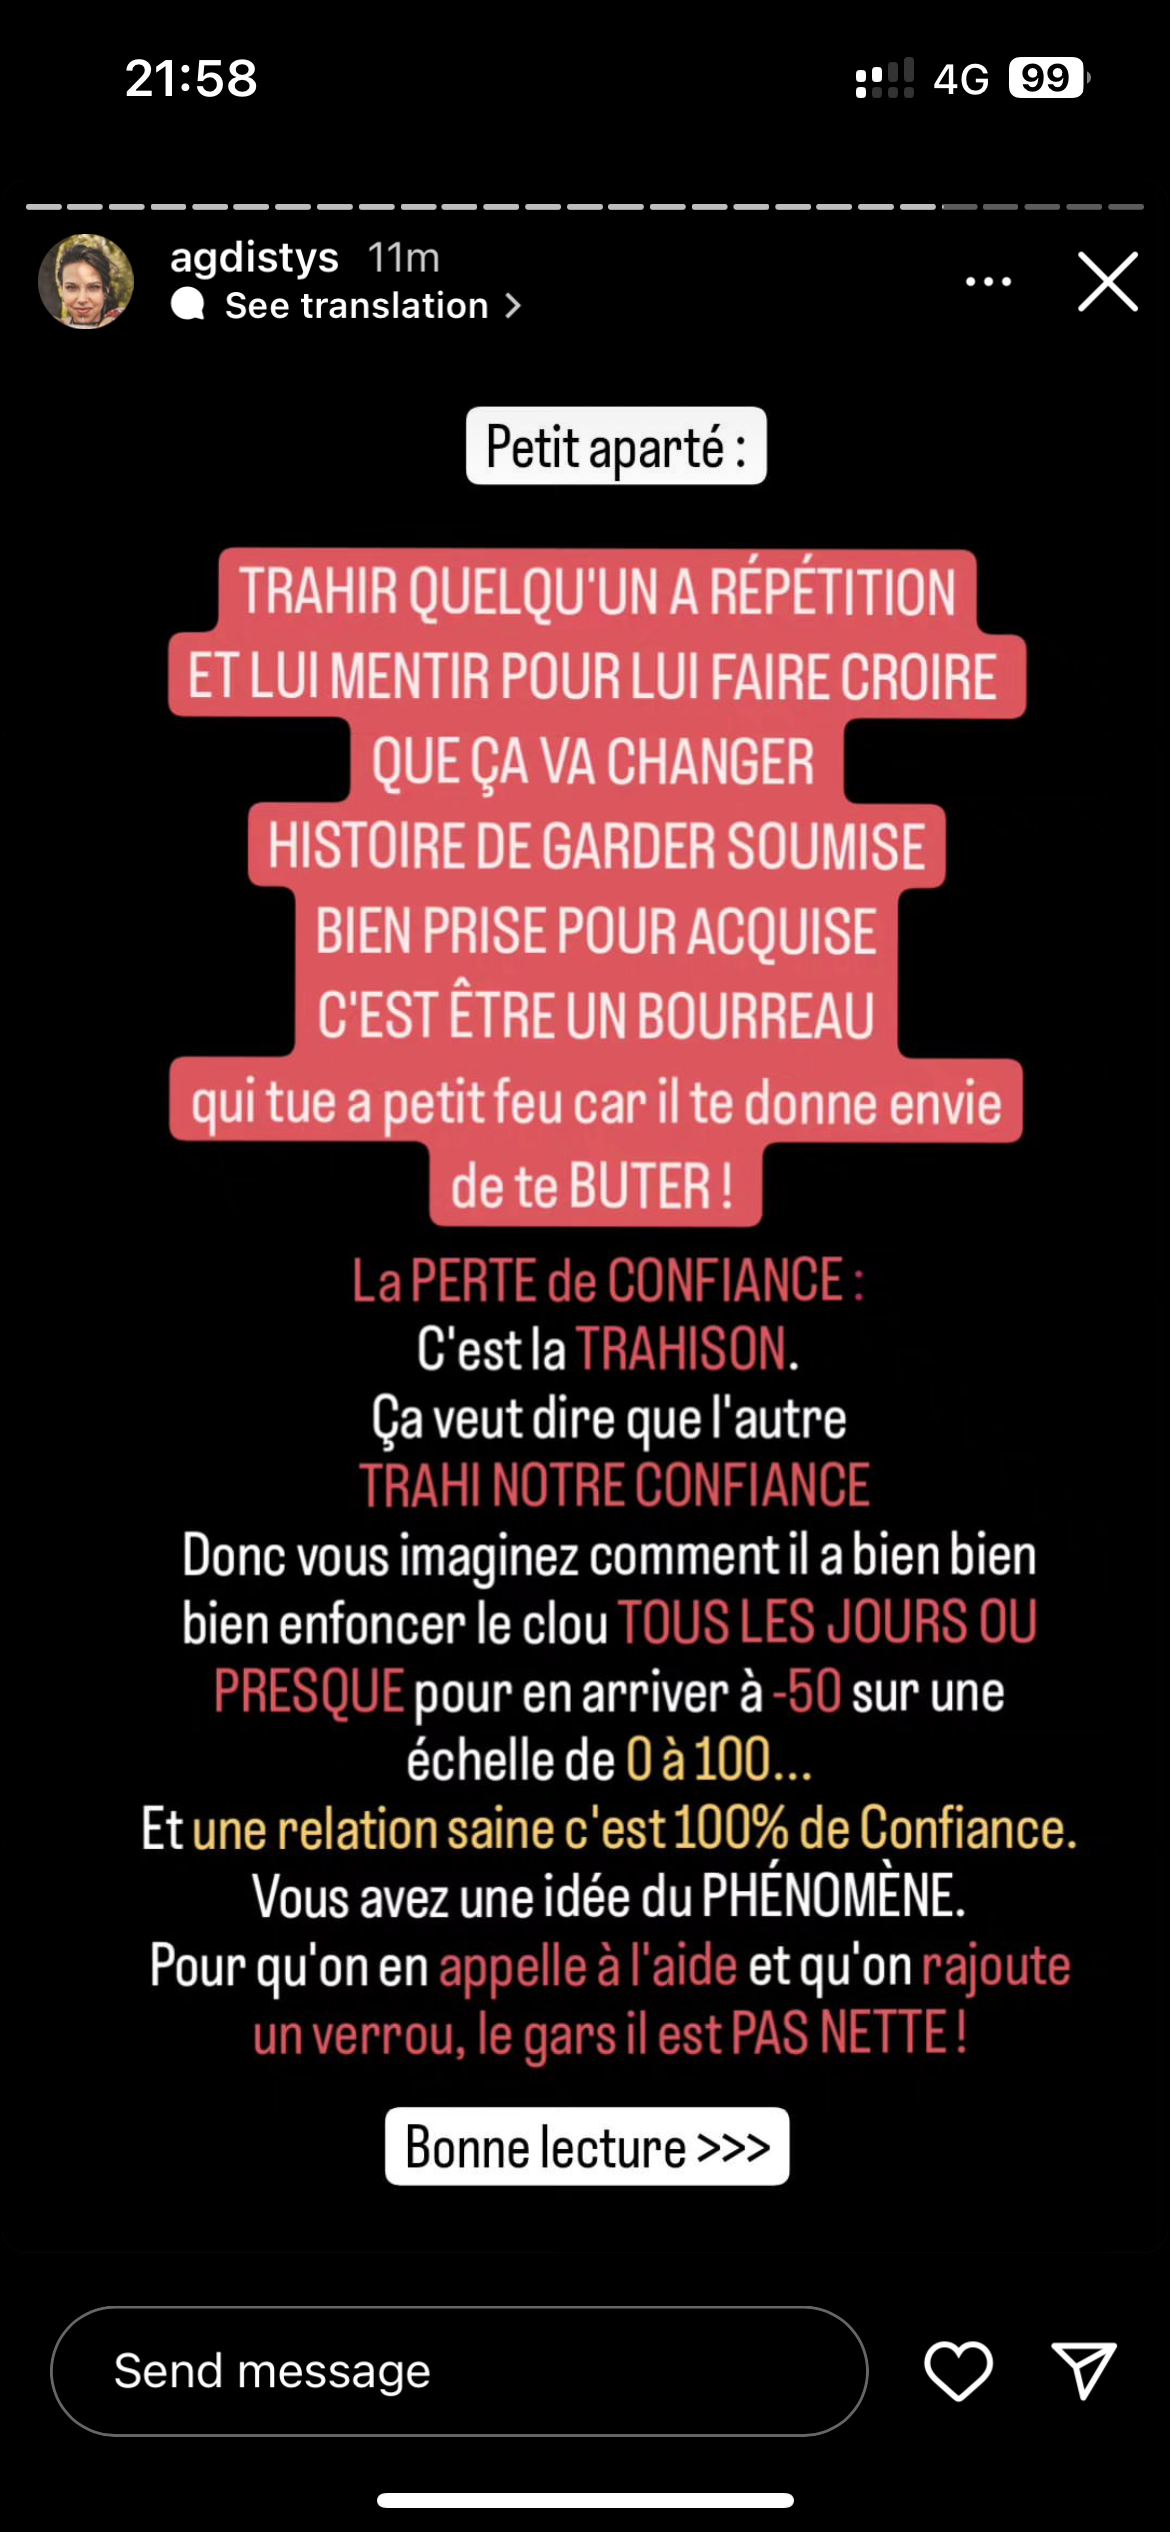 21:58
4G 99
agdistys 11m
See translation >
Petit aparté :
TRAHIR QUELQU'UN A RÉPÉTITION
ET LUI MENTIR POUR LUI FAIRE CROIRE
QUE ÇA VA CHANGER
HISTOIRE DE GARDER SOUMISE
BIEN PRISE POUR ACQUISE
C'EST ÊTRE UN BOURREAU
qui tue a petit feu car il te donne envie
de te BUTER !
La PERTE de CONFIANCE :
C'est la TRAHISON.
Ça veut dire que l'autre
TRAHI NOTRE CONFIANCE
Donc vous imaginez comment il a bien bien
bien enfoncer le clou TOUS LES JOURS OU
PRESQUE pour en arriver à -50 sur une
échelle de 0 à 100...
Et une relation saine c'est 100% de Confiance.
Vous avez une idée du PHÉNOMÈNE.
Pour qu'on en appelle à l'aide et qu'on rajoute
un verrou, le gars il est PAS NETTE !
Bonne lecture >>>
Send message